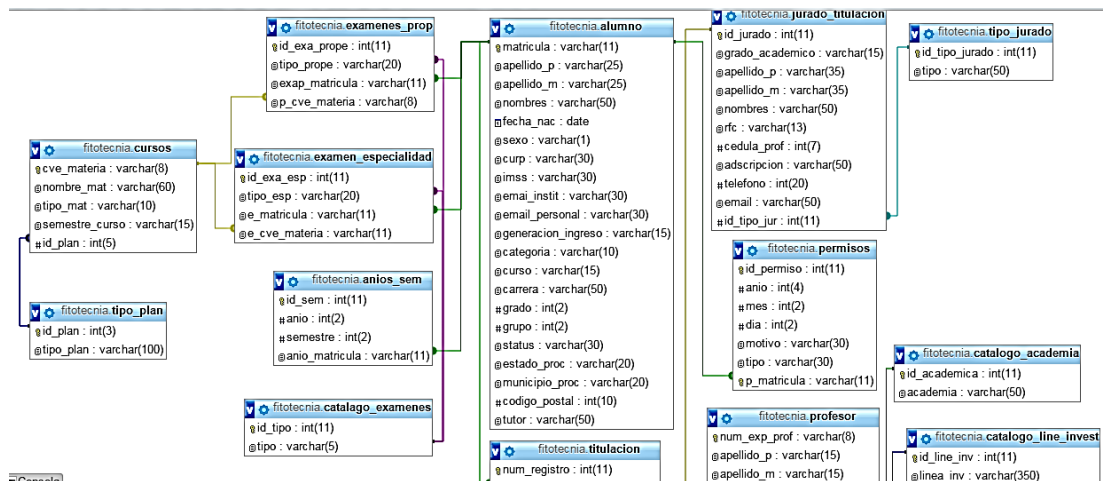 fitotecnia.examenes_prop
id_exa_prope : int(11)
tipo_prope : varchar(20)
exap_matricula : varchar(11)
p_cve_materia : varchar(8)
fitotecnia.cursos
cve_materia : varchar(8)
nombre_mat : varchar(60)
tipo_mat : varchar(10)
semestre_curso : varchar(15)
# id_plan : int(5)
fitotecnia.examen_especialidad
id_exa_esp : int(11)
tipo_esp : varchar(20)
e_matricula : varchar(11)
e_cve_materia : varchar(11)
fitotecnia.tipo_plan
id_plan : int(3)
tipo_plan : varchar(100)
fitotecnia.anios_sem
id_sem : int(11)
# anio : int(2)
# semestre : int(2)
anio_matricula : varchar(11)
fitotecnia.catalago_examenes
id_tipo : int(11)
tipo : varchar(5)
fitotecnia.alumno
matricula : varchar(11)
apellido_p : varchar(25)
apellido_m : varchar(25)
nombres : varchar(50)
fecha_nac : date
sexo : varchar(1)
curp : varchar(30)
imss : varchar(30)
emai_instit : varchar(30)
email_personal : varchar(30)
generacion_ingreso : varchar(15)
categoria : varchar(10)
curso : varchar(15)
carrera : varchar(50)
# grado : int(2)
# grupo : int(2)
status : varchar(30)
estado_proc : varchar(20)
municipio_proc : varchar(20)
# codigo_postal : int(10)
tutor : varchar(50)
fitotecnia.titulacion
num_registro : int(11)
fitotecnia.jurado_titulacion
id_jurado : int(11)
grado_academico : varchar(15)
apellido_p : varchar(35)
apellido_m : varchar(35)
nombres : varchar(50)
rfc : varchar(13)
# cedula_prof : int(7)
adscripcion : varchar(50)
# telefono : int(20)
email : varchar(50)
# id_tipo_jur : int(11)
fitotecnia.tipo_jurado
id_tipo_jurado : int(11)
tipo : varchar(50)
fitotecnia.permisos
id_permiso : int(11)
# anio : int(4)
# mes : int(2)
# dia : int(2)
motivo : varchar(30)
tipo : varchar(30)
p_matricula : varchar(11)
fitotecnia.profesor
num_exp_prof : varchar(8)
apellido_p : varchar(15)
apellido_m : varchar(15)
fitotecnia.catalogo_academia
id_academica : int(11)
academia : varchar(50)
fitotecnia.catalogo_line_invest
id_line_inv : int(11)
linea_inv : varchar(350)
Consola